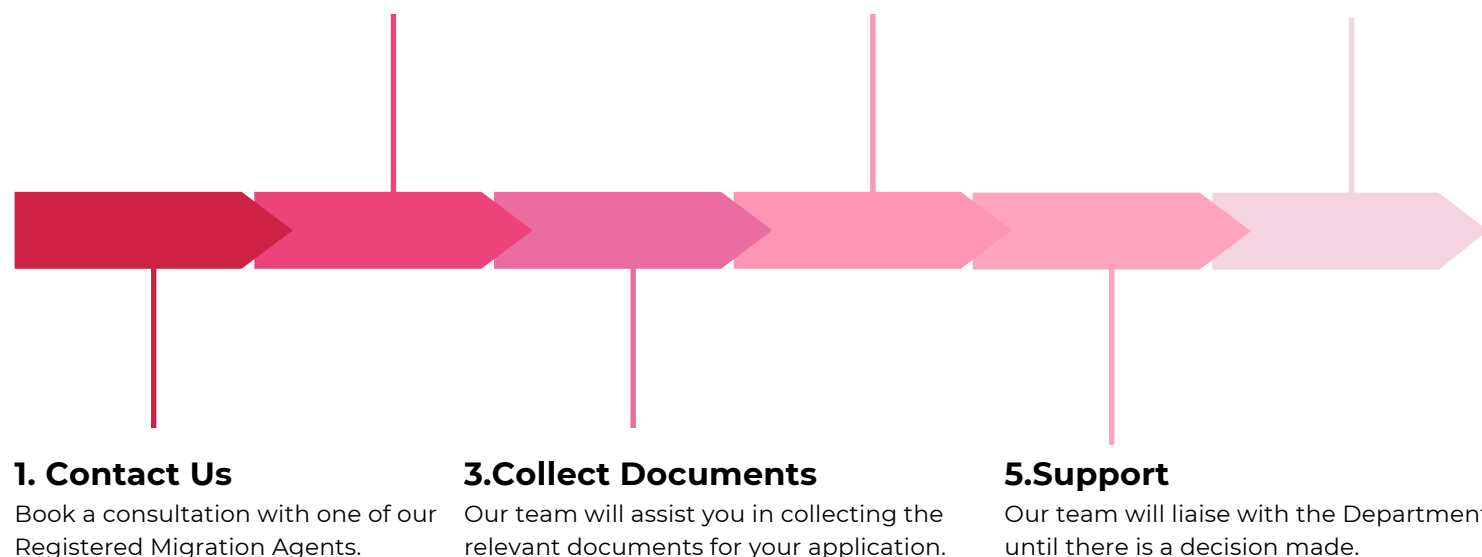 1. Contact Us
Book a consultation with one of our
Registered Migration Agents.
3.Collect Documents
Our team will assist you in collecting the
relevant documents for your application.
5.Support
Our team will liaise with the Department
until there is a decision made.